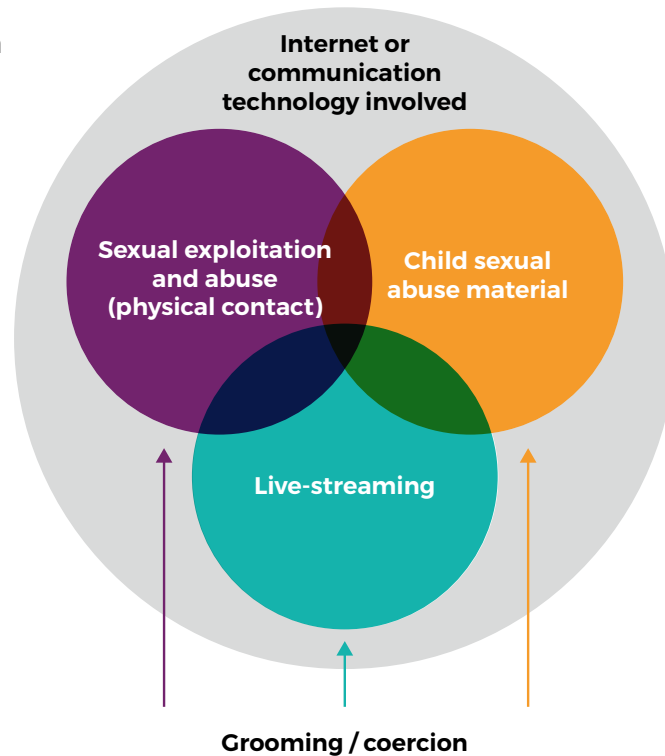 Internet or
communication
technology involved
Sexual exploitation
and abuse
(physical contact)
Child sexual
abuse material
Live-streaming
Grooming / coercion